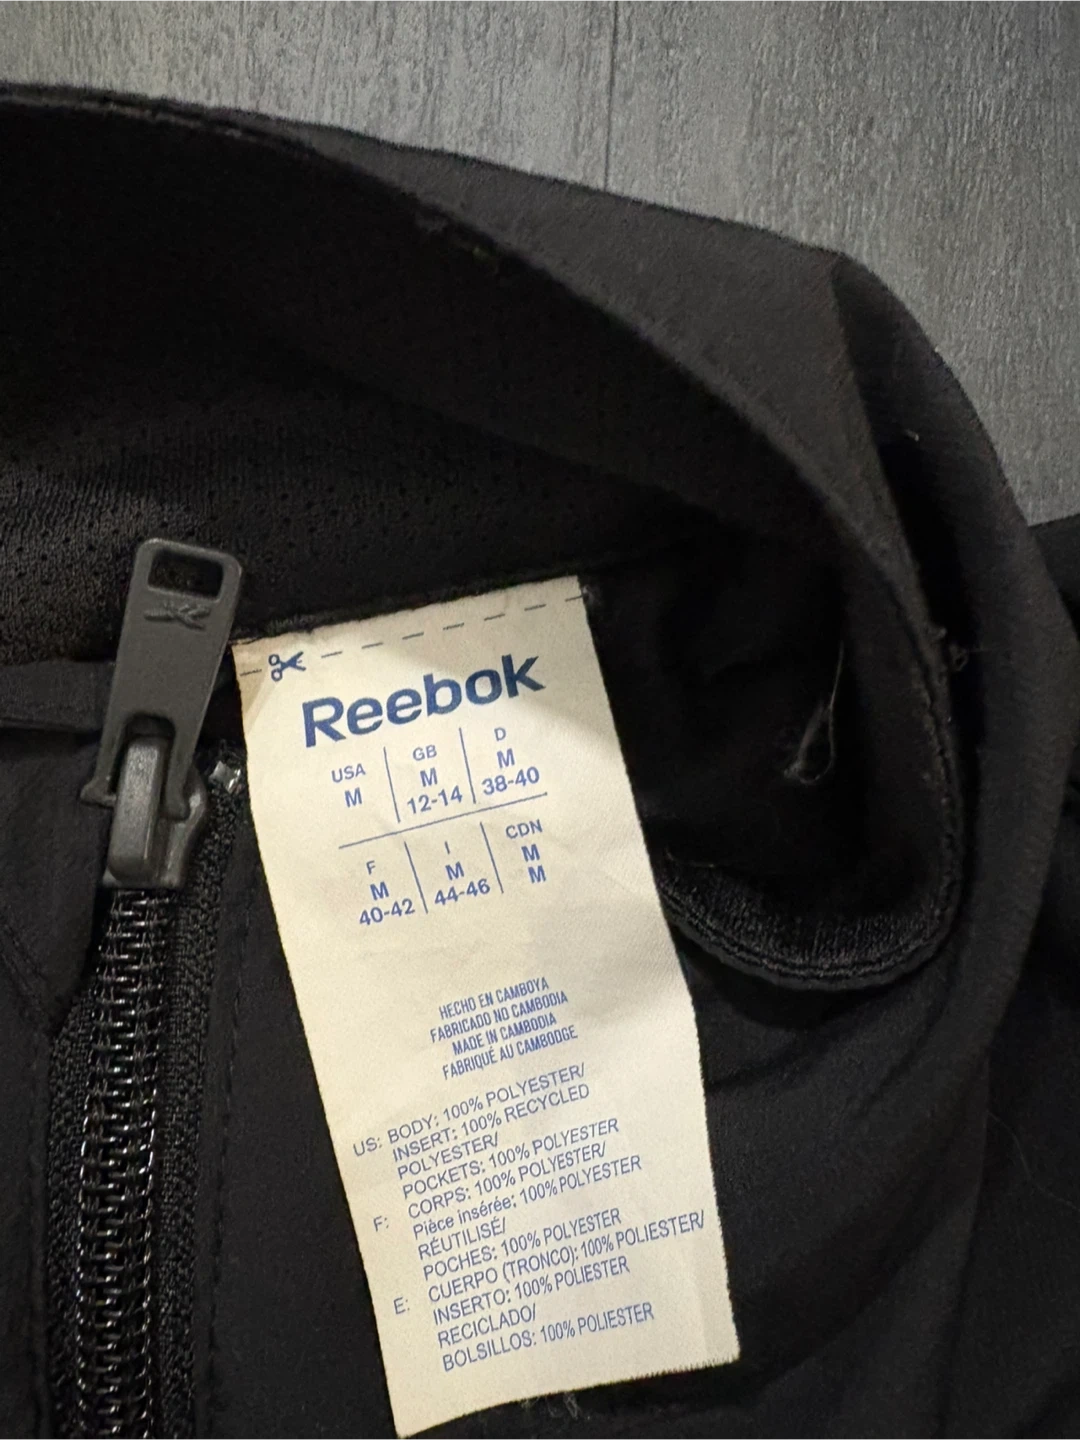 Reebok
USA GB D
M M M
12-14 38-40
F I CDN
M M M
40-42 44-46 M
HECHO EN CAMBOYA
FABRICADO NO CAMBODIA
MADE IN CAMBODIA
FABRIQUÉ AU CAMBODGE
US: BODY: 100% POLYESTER/
INSERT: 100% RECYCLED
POLYESTER/
POCKETS: 100% POLYESTER
F: CORPS: 100% POLYESTER/
Pièce insérée: 100% POLYESTER
RÉUTILISÉ/
POCHES: 100% POLYESTER
E: CUERPO (TRONCO): 100% POLIESTER/
INSERTO: 100% POLIESTER
RECICLADO/
BOLSILLOS: 100% POLIESTER